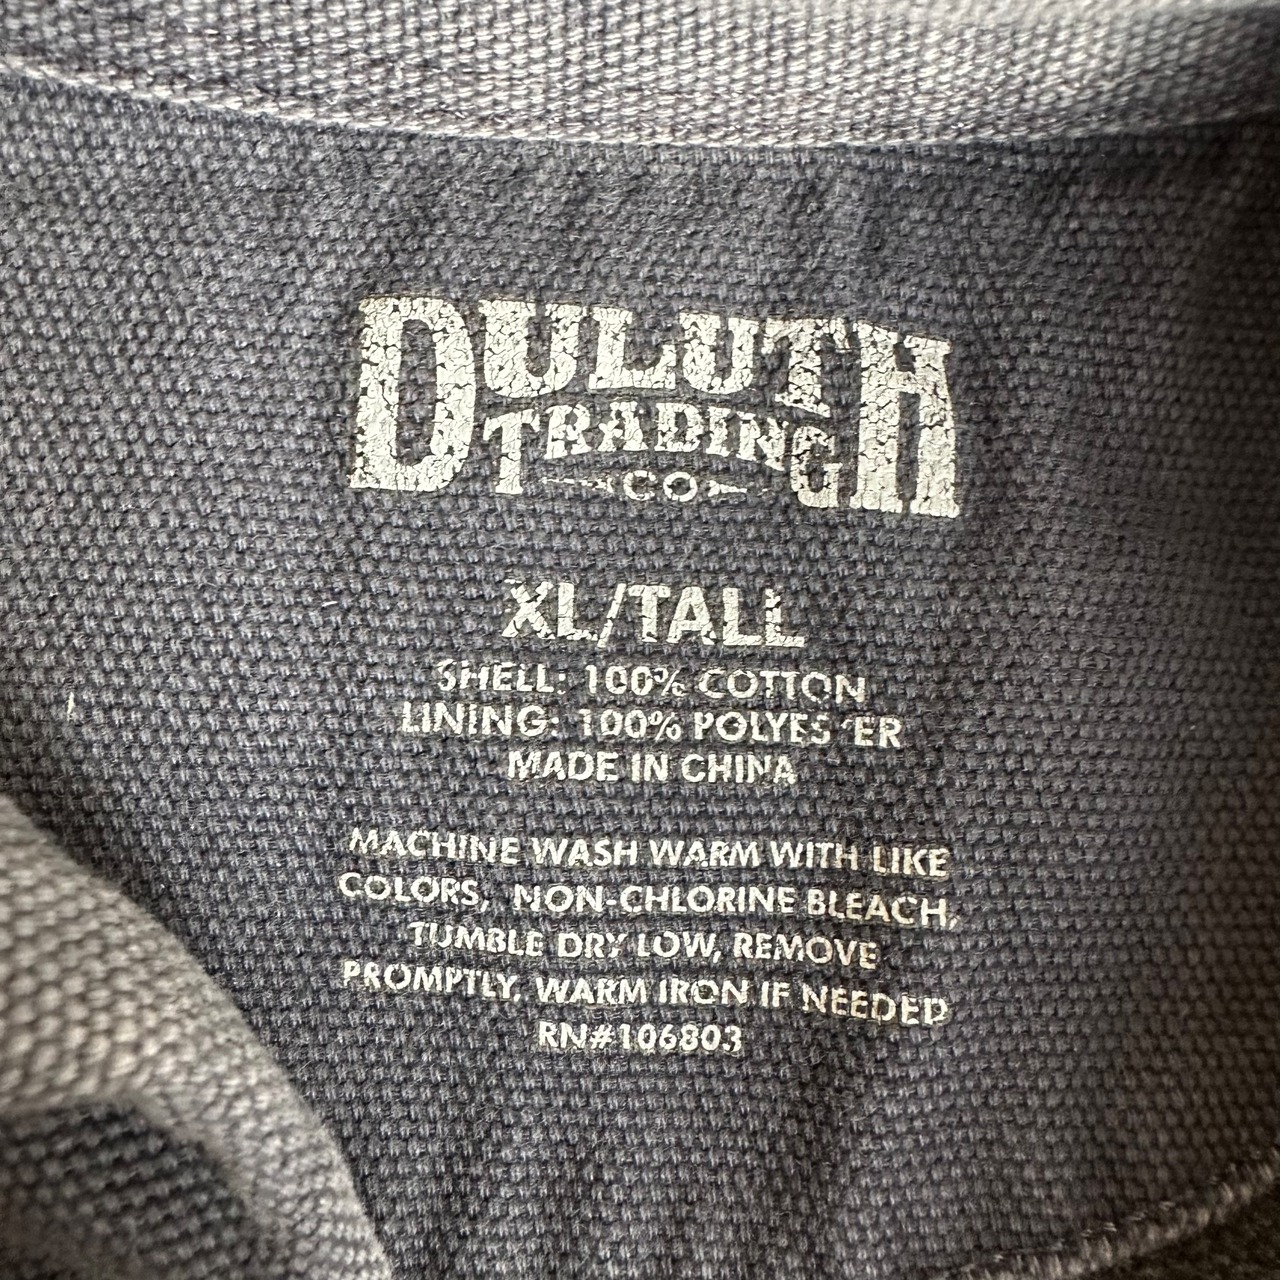 DULUTH
TRADING
CO
XL/TALL
SHELL: 100% COTTON
LINING: 100% POLYESTER
MADE IN CHINA
MACHINE WASH WARM WITH LIKE
COLORS, NON-CHLORINE BLEACH,
TUMBLE DRY LOW, REMOVE
PROMPTLY, WARM IRON IF NEEDED
RN#106803